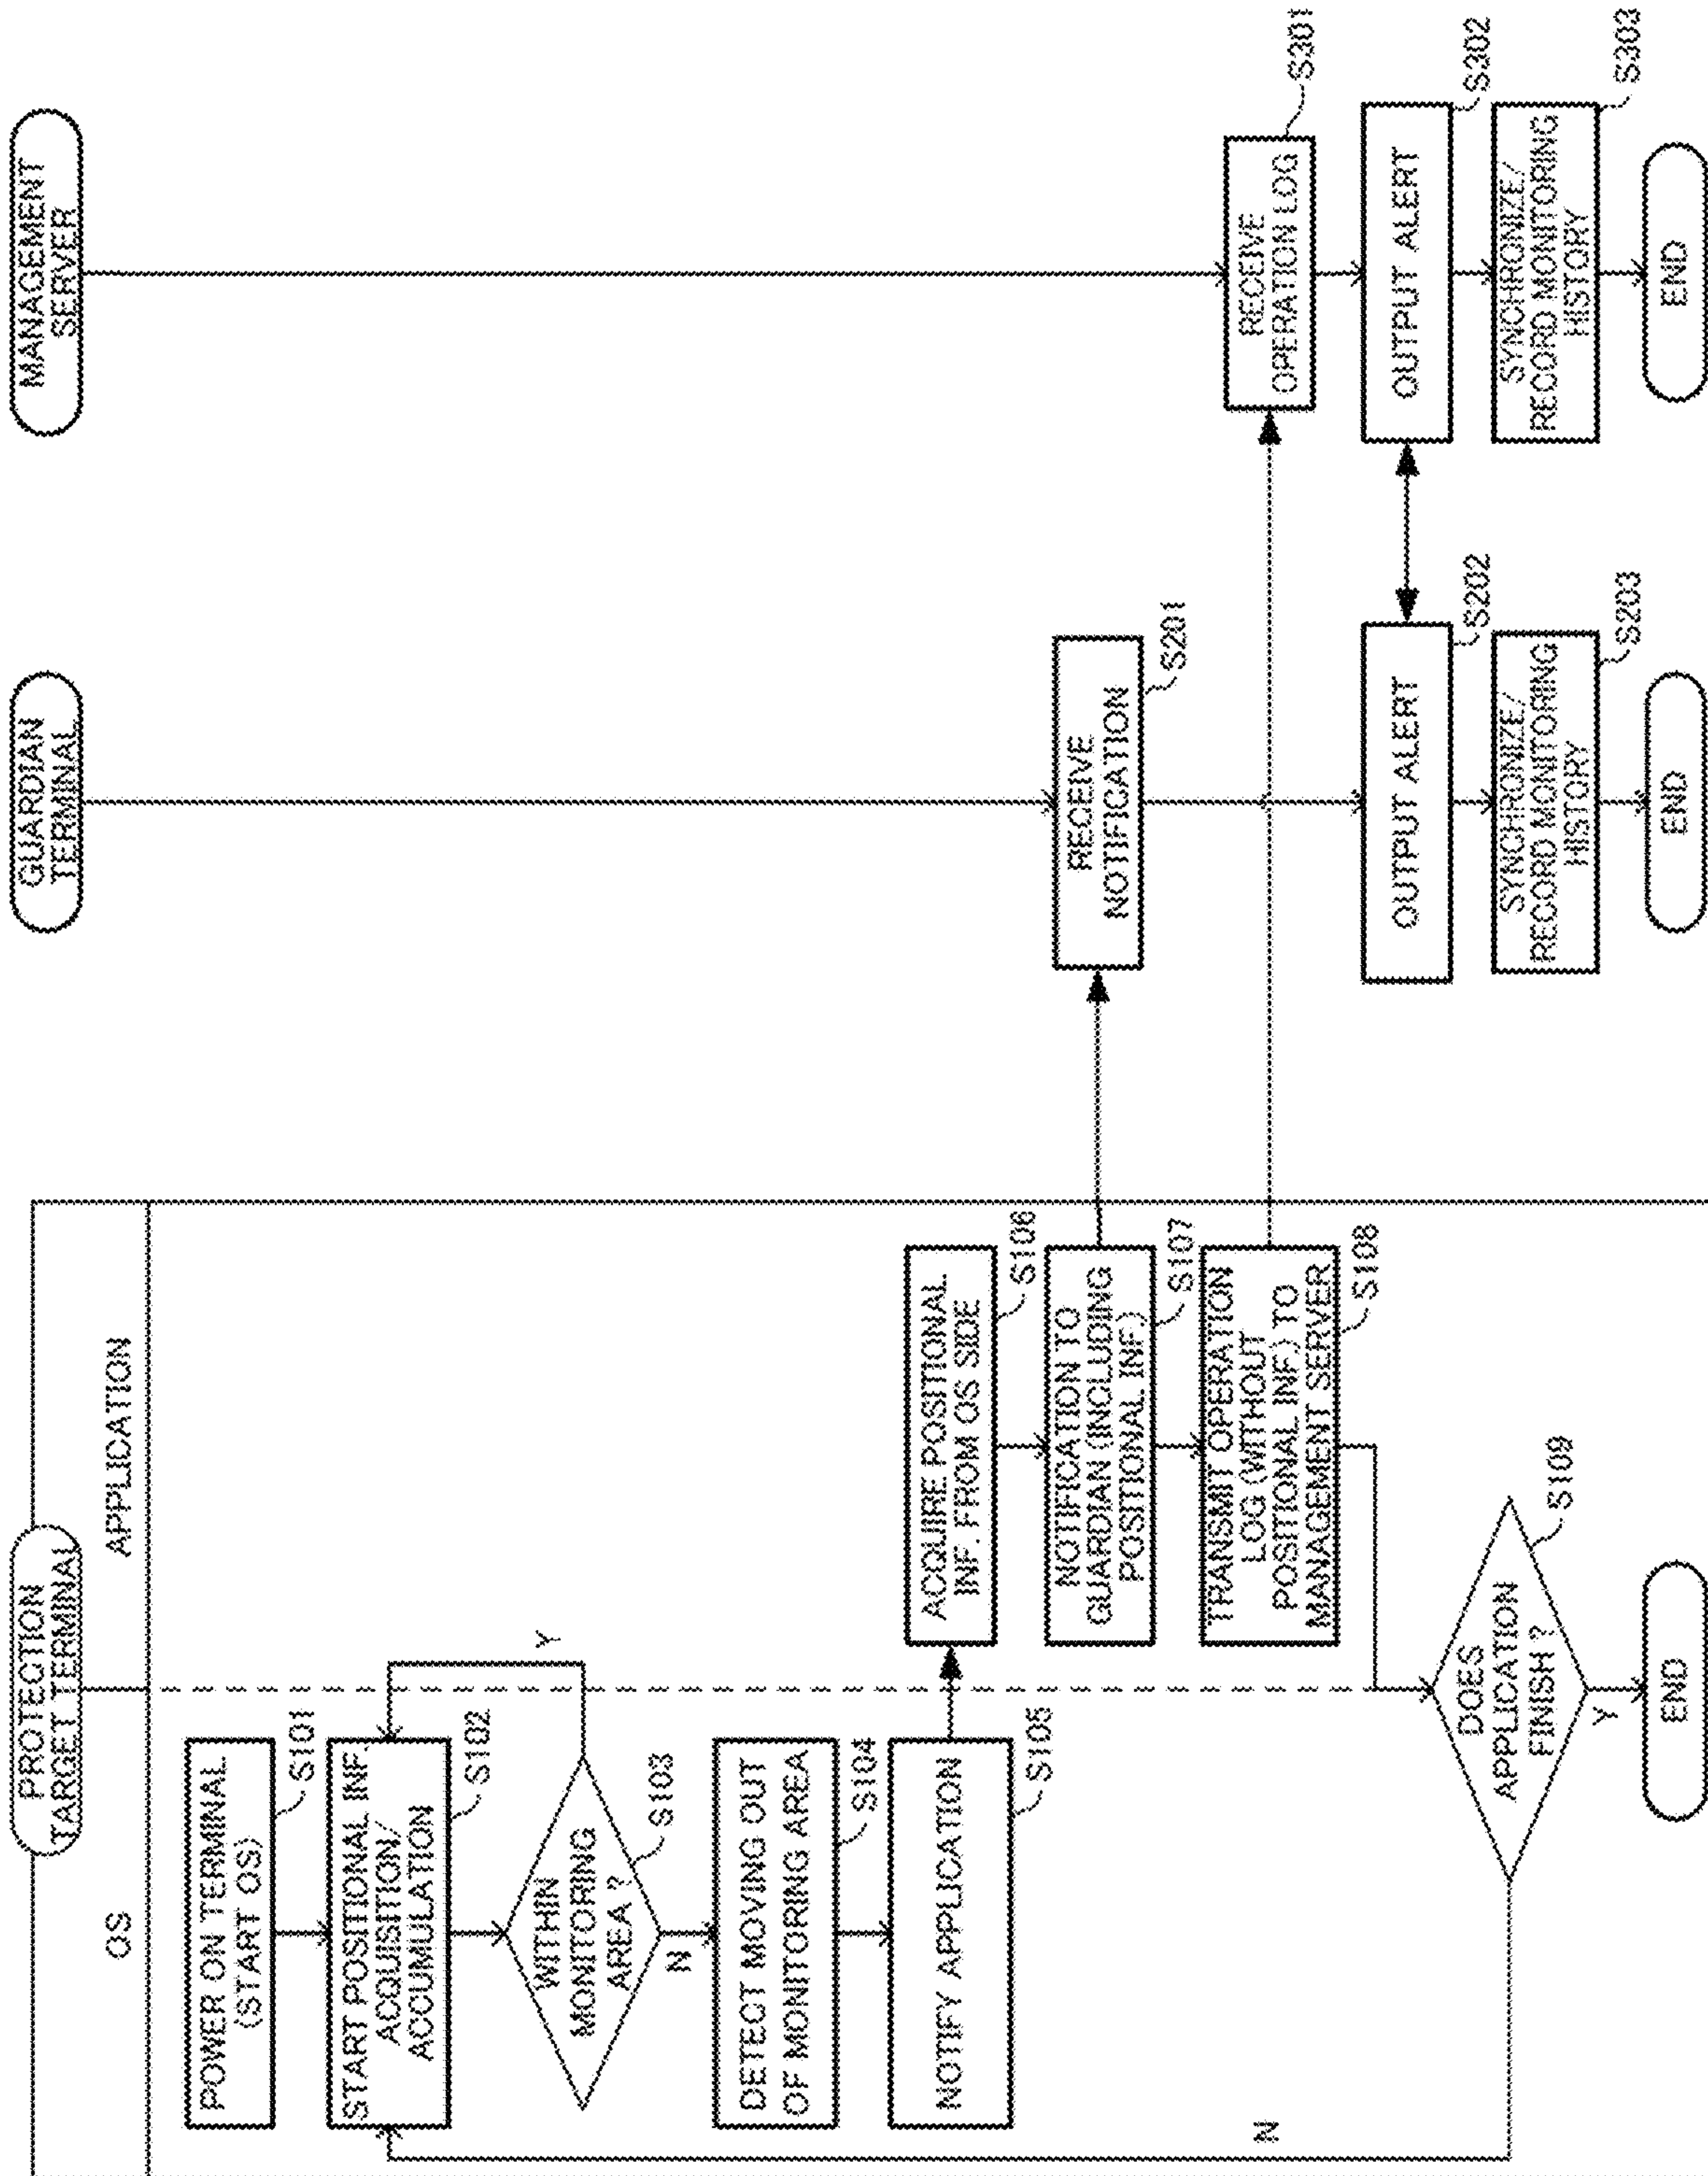 PROTECTION
TARGET TERMINAL
OS
APPLICATION
POWER ON TERMINAL
(START OS)
S101
START POSITIONAL INF.
ACQUISITION/
ACCUMULATION
S102
WITHIN
MONITORING
AREA ?
S103
Y
N
DETECT MOVING OUT
OF MONITORING AREA
S104
NOTIFY APPLICATION
S105
ACQUIRE POSITIONAL
INF. FROM OS SIDE
S106
NOTIFICATION TO
GUARDIAN (INCLUDING
POSITIONAL INF.)
S107
TRANSMIT OPERATION
LOG (WITHOUT
POSITIONAL INF.) TO
MANAGEMENT SERVER
S108
DOES
APPLICATION
FINISH ?
S109
N
Y
END
GUARDIAN
TERMINAL
RECEIVE
NOTIFICATION
S201
OUTPUT ALERT
S202
SYNCHRONIZE/
RECORD MONITORING
HISTORY
S203
END
MANAGEMENT
SERVER
RECEIVE
OPERATION LOG
S301
OUTPUT ALERT
S302
SYNCHRONIZE/
RECORD MONITORING
HISTORY
S303
END